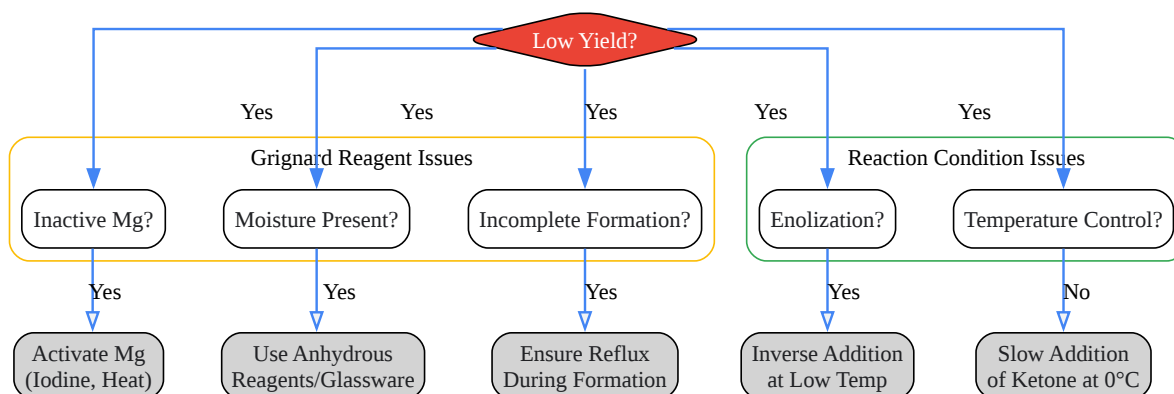 Low Yield?
Yes
Yes
Yes
Yes
Yes
Grignard Reagent Issues
Reaction Condition Issues
Inactive Mg?
Moisture Present?
Incomplete Formation?
Enolization?
Temperature Control?
Yes
Yes
Yes
Yes
No
Activate Mg
(Iodine, Heat)
Use Anhydrous
Reagents/Glassware
Ensure Reflux
During Formation
Inverse Addition
at Low Temp
Slow Addition
of Ketone at 0°C